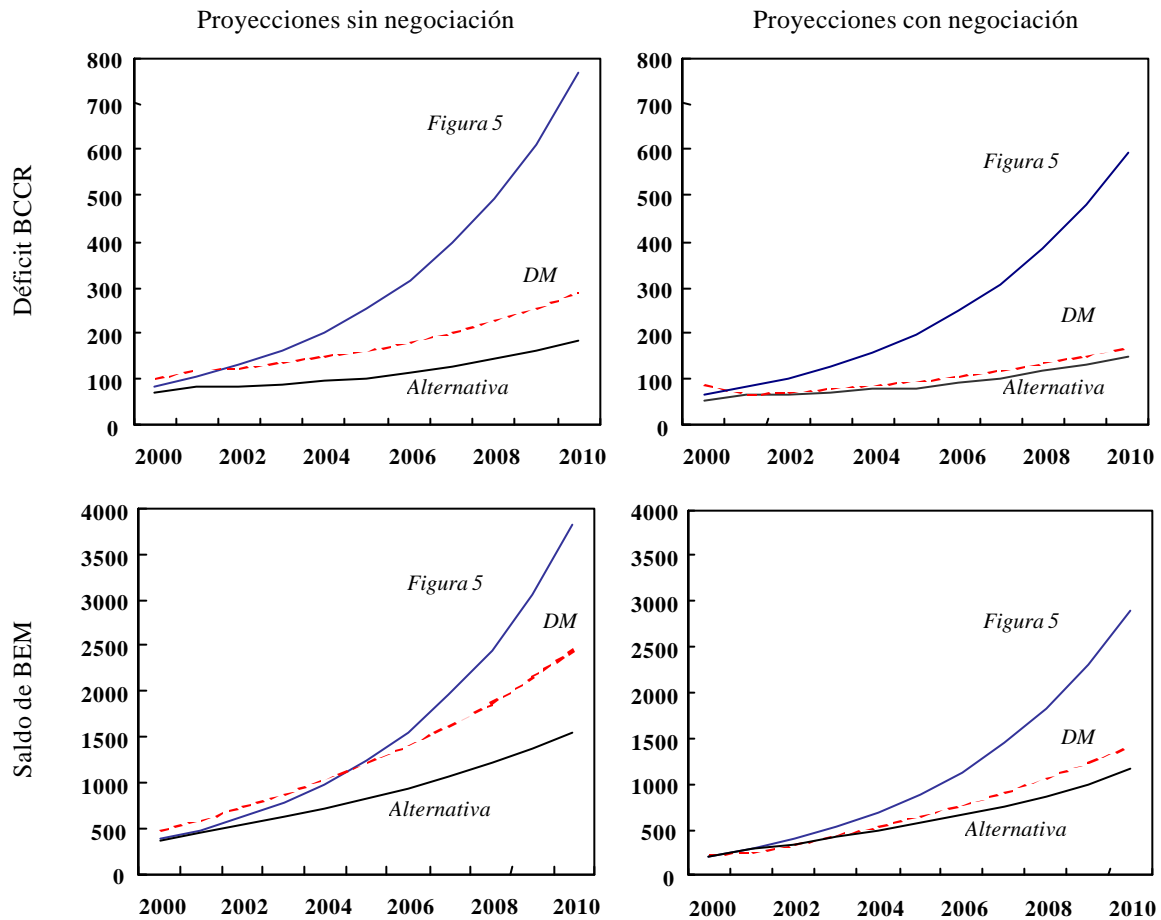 Proyecciones sin negociación
Proyecciones con negociación
Déficit BCCR
800
700
600
500
400
300
200
100
0
Figura 5
DM
Alternativa
2000 2002 2004 2006 2008 2010
800
700
600
500
400
300
200
100
0
Figura 5
DM
Alternativa
2000 2002 2004 2006 2008 2010
Saldo de BEM
4000
3500
3000
2500
2000
1500
1000
500
0
Figura 5
DM
Alternativa
2000 2002 2004 2006 2008 2010
4000
3500
3000
2500
2000
1500
1000
500
0
Figura 5
DM
Alternativa
2000 2002 2004 2006 2008 2010